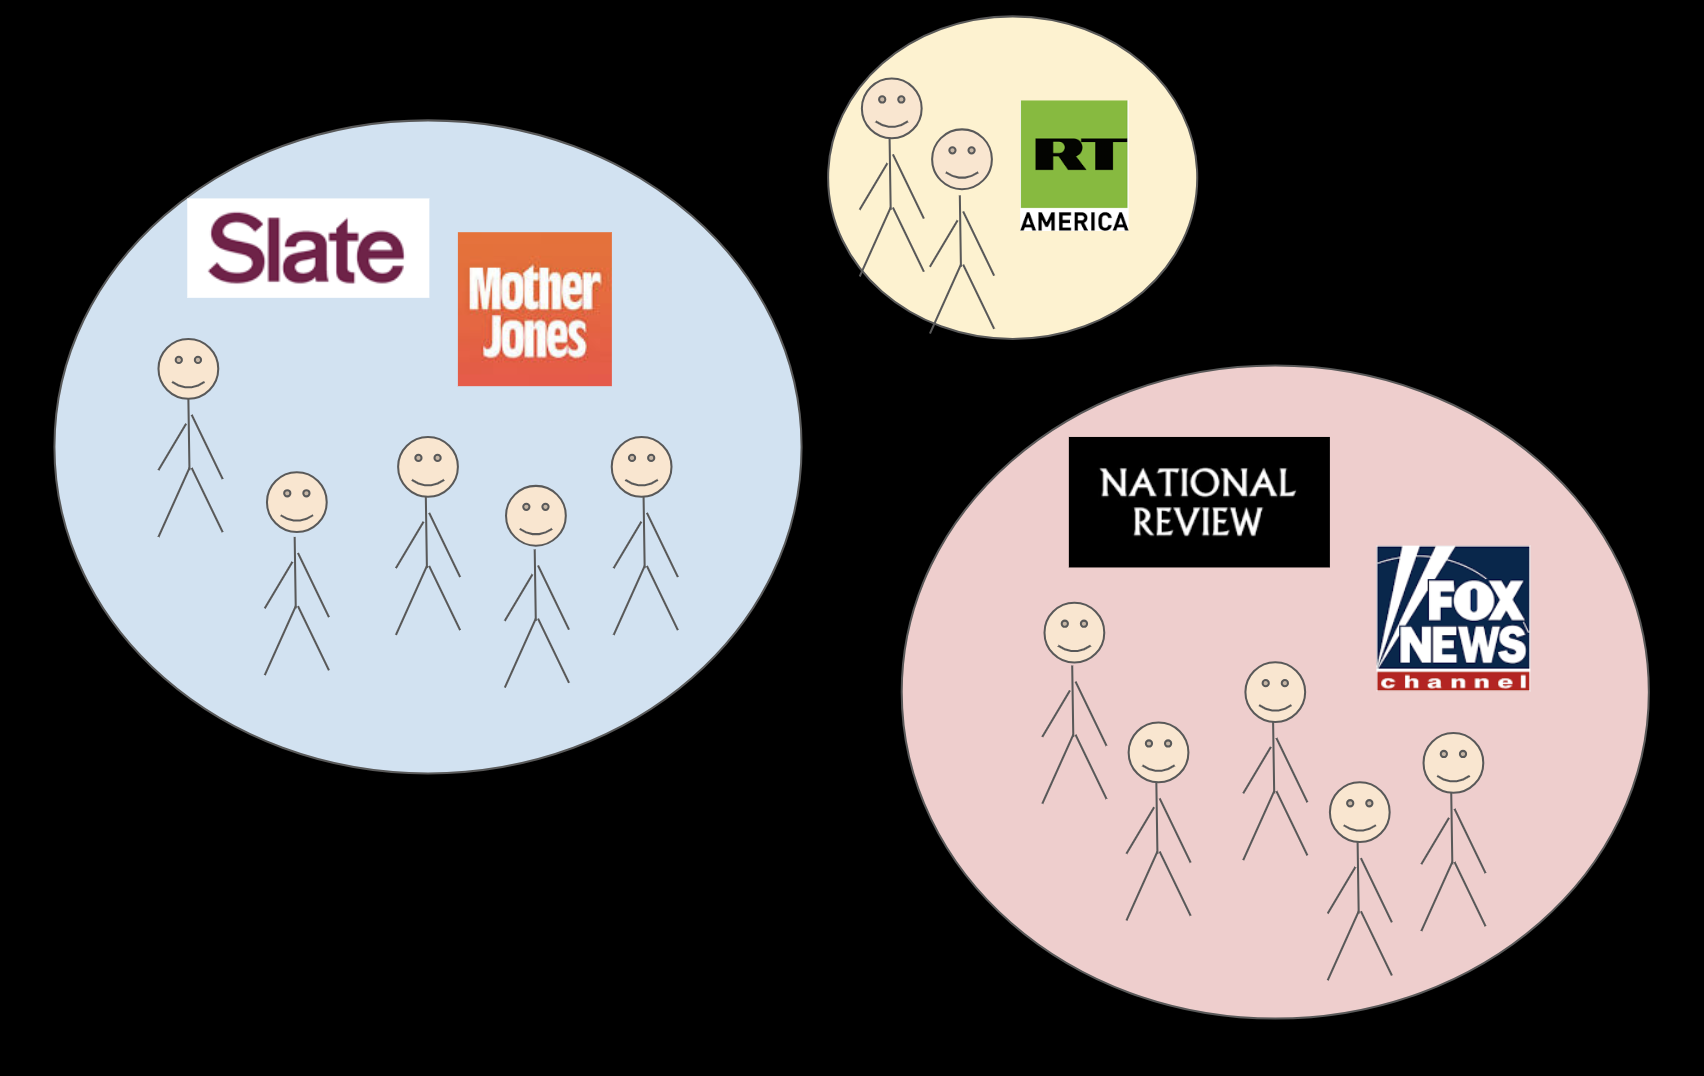 Slate
Mother
Jones
RT
AMERICA
NATIONAL
REVIEW
FOX
NEWS
channel